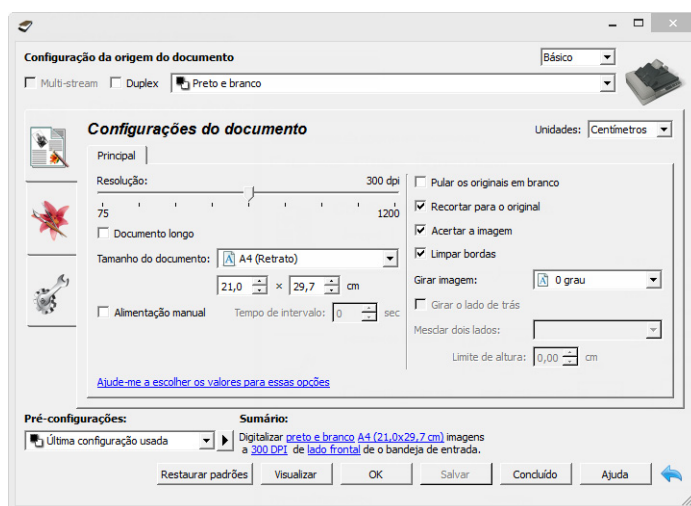 Configuração da origem do documento
Básico
Multi-stream Duplex Preto e branco
Configurações do documento
Unidades: Centímetros
Principal
Resolução: 300 dpi
75 1200
Documento longo
Tamanho do documento: A4 (Retrato)
21,0 × 29,7 cm
Alimentação manual Tempo de intervalo: 0 sec
Ajude-me a escolher os valores para essas opções
Pular os originais em branco
Recortar para o original
Acertar a imagem
Limpar bordas
Girar imagem: 0 grau
Girar o lado de trás
Mesclar dois lados:
Limite de altura: 0,00 cm
Pré-configurações:
Última configuração usada
Sumário:
Digitalizar preto e branco A4 (21,0x29,7 cm) imagens
a 300 DPI de lado frontal de o bandeja de entrada.
Restaurar padrões Visualizar OK Salvar Concluído Ajuda